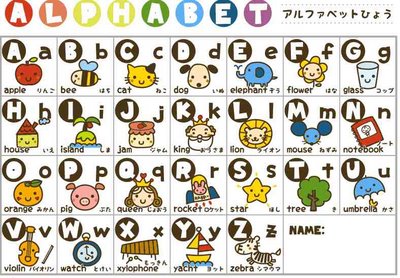 ALPHABET アルファベットひょう
A a B b C c D d E e F f G g
apple りんご bee はち cat ねこ dog いぬ elephant ぞう flower はな glass コップ
H h I i J j K k L l M m N n
house いえ island しま jam ジャム king おうさま lion ライオン mouse ねずみ notebook ノート
O o P p Q q R r S s T t U u
orange みかん pig ぶた queen じょおう rocket ロケット star ほし tree き umbrella かさ
V v W w X x Y y Z z NAME:
violin バイオリン watch とけい xylophone もっきん yacht ヨット zebra シマウマ